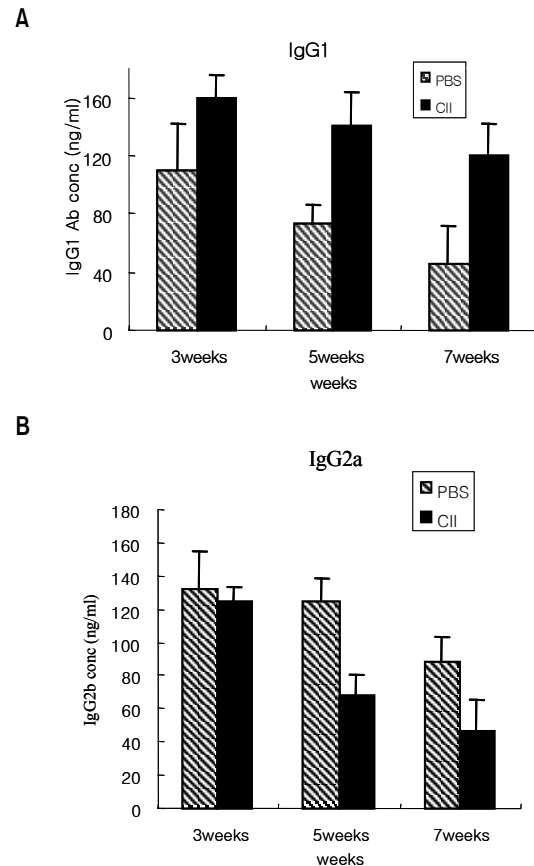 A
IgG1
PBS
CII
IgG1 Ab conc (ng/ml)
160
120
80
40
0
3weeks
5weeks
7weeks
weeks
B
IgG2a
PBS
CII
IgG2b conc (ng/ml)
180
160
140
120
100
80
60
40
20
0
3weeks
5weeks
7weeks
weeks